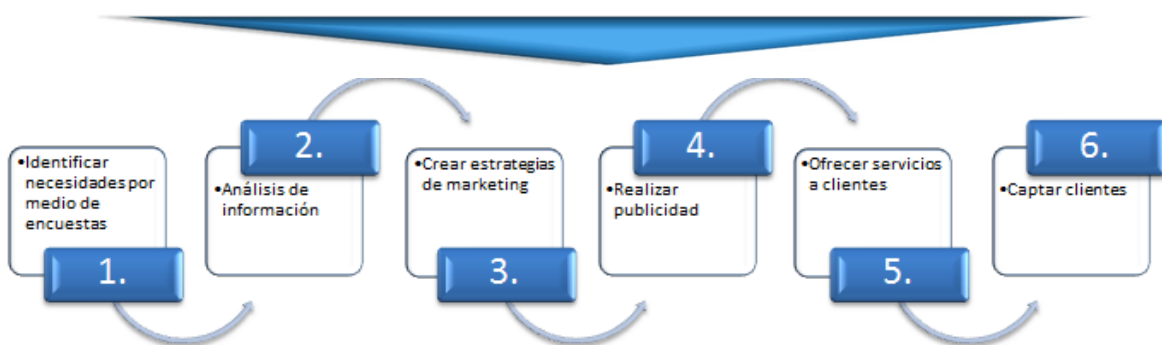 1.
•Identificar
necesidades por
medio de
encuestas
2.
•Análisis de
información
3.
•Crear estrategias
de marketing
4.
•Realizar
publicidad
5.
•Ofrecer servicios
a clientes
6.
•Captar clientes